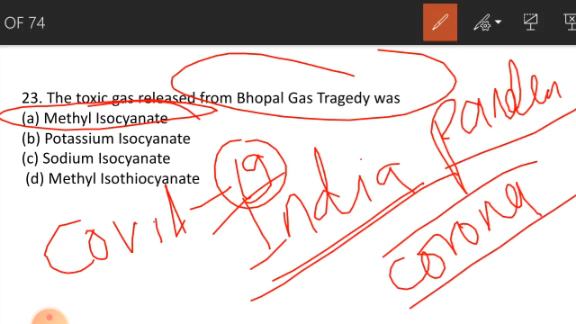 OF 74
23. The toxic gas released from Bhopal Gas Tragedy was
(a) Methyl Isocyanate
(b) Potassium Isocyanate
(c) Sodium Isocyanate
(d) Methyl Isothiocyanate
Covid-19 India
corona